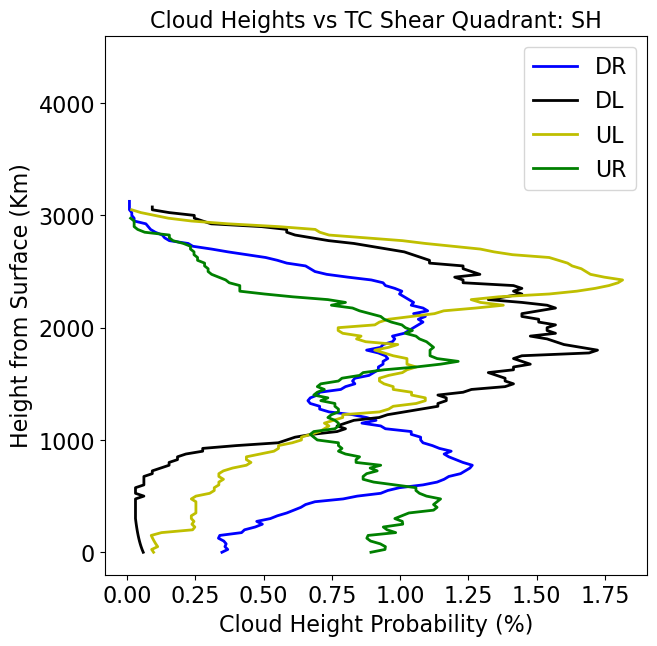 Cloud Heights vs TC Shear Quadrant: SH
DR
DL
UL
UR
4000
3000
2000
1000
0
Height from Surface (Km)
0.00 0.25 0.50 0.75 1.00 1.25 1.50 1.75
Cloud Height Probability (%)